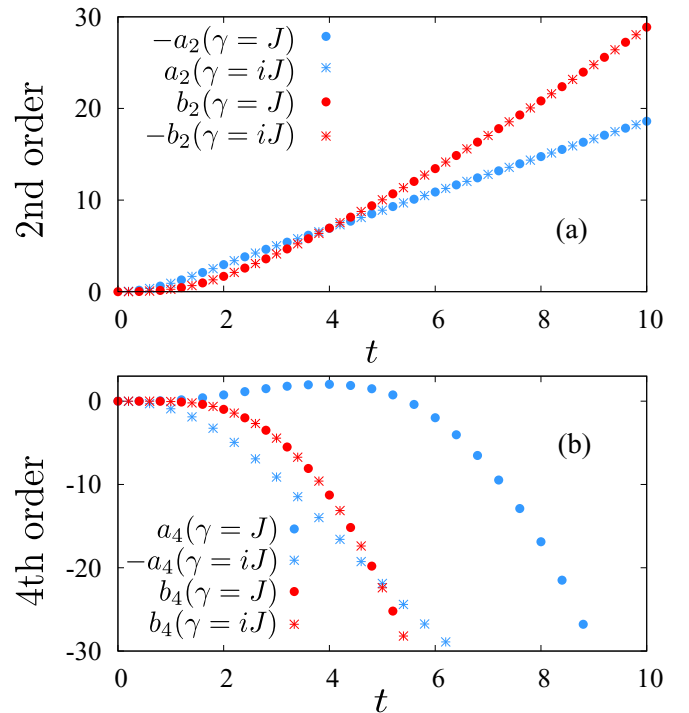 2nd order
30
20
10
0
−a₂(γ = J)
a₂(γ = iJ)
b₂(γ = J)
−b₂(γ = iJ)
(a)
0 2 4 6 8 10
t
4th order
0
-10
-20
-30
(b)
a₄(γ = J)
−a₄(γ = iJ)
b₄(γ = J)
b₄(γ = iJ)
0 2 4 6 8 10
t